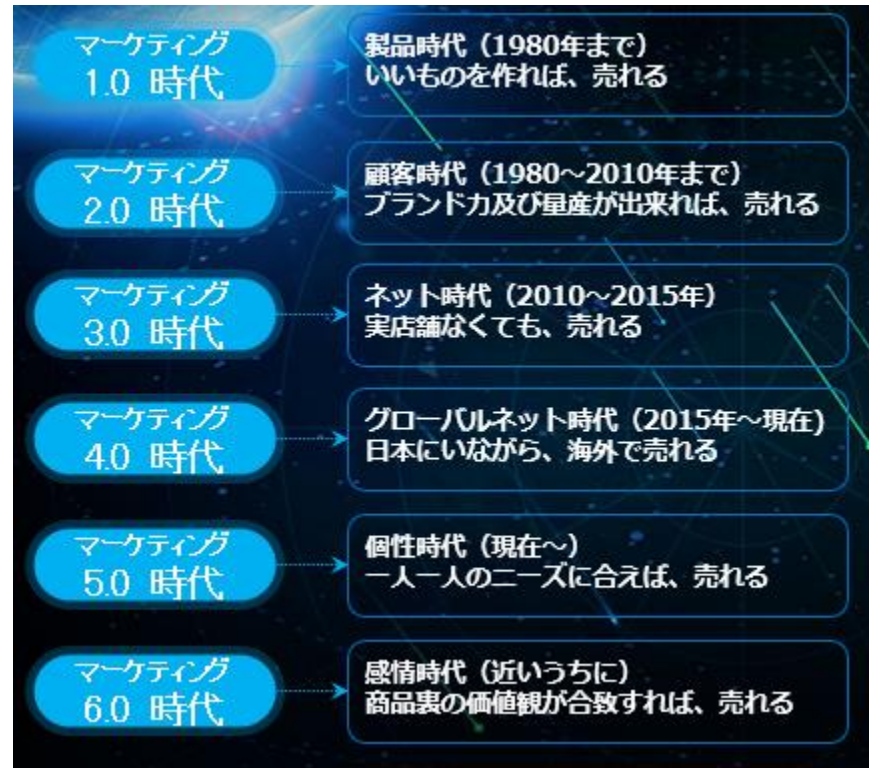 マーケティング
1.0 時代
製品時代（1980年まで）
いいものを作れば、売れる
マーケティング
2.0 時代
顧客時代（1980～2010年まで）
ブランド力及び量産が出来れば、売れる
マーケティング
3.0 時代
ネット時代（2010～2015年）
実店舗なくても、売れる
マーケティング
4.0 時代
グローバルネット時代（2015年～現在)
日本にいながら、海外で売れる
マーケティング
5.0 時代
個性時代（現在～）
一人一人のニーズに合えば、売れる
マーケティング
6.0 時代
感情時代（近いうちに）
商品裏の価値観が合致すれば、売れる